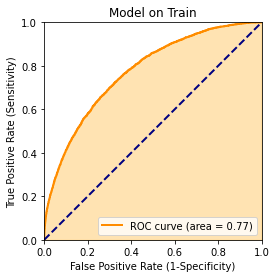 Model on Train
True Positive Rate (Sensitivity)
1.0
0.8
0.6
0.4
0.2
0.0
ROC curve (area = 0.77)
0.0 0.2 0.4 0.6 0.8 1.0
False Positive Rate (1-Specificity)